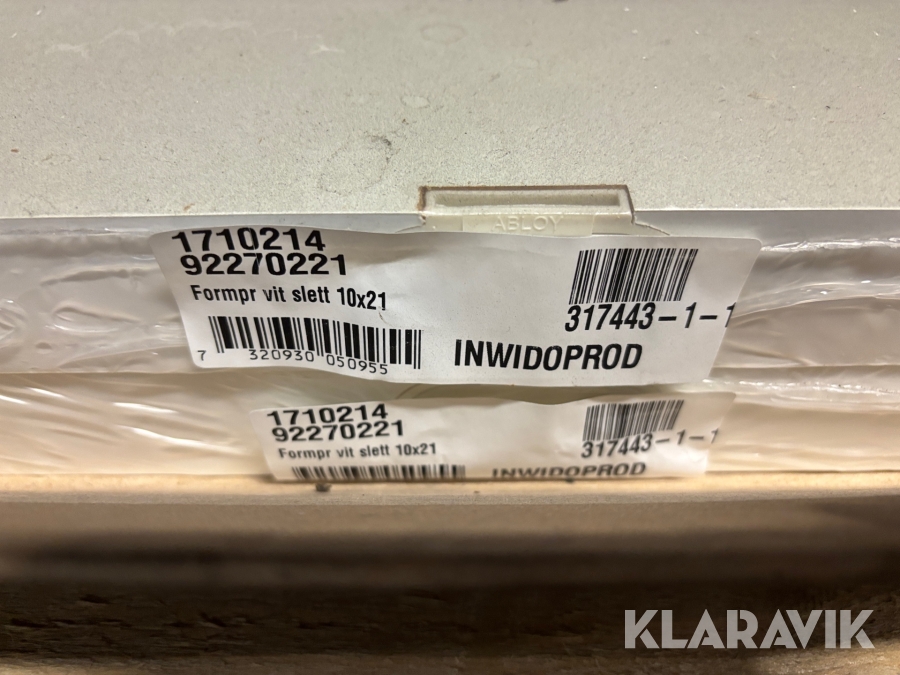 ABLOY
1710214
92270221
Formpr vit slett 10x21
7 320930 050955
317443-1-1
INWIDOPROD
1710214
92270221
Formpr vit slett 10x21
317443-1-1
INWIDOPROD
KLARAVIK